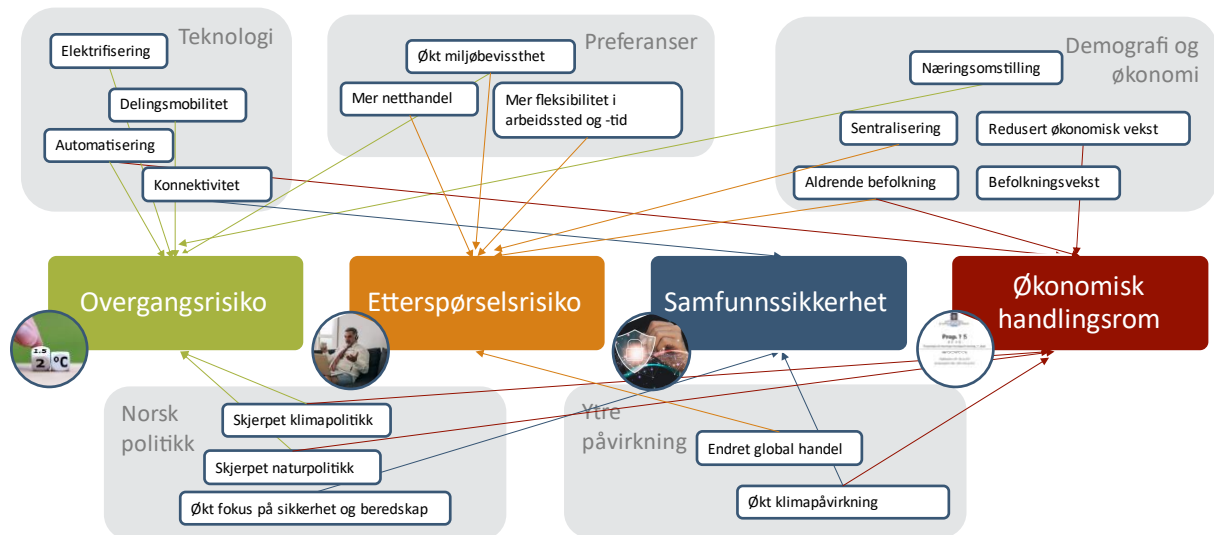 Teknologi
Elektrifisering
Delingsmobilitet
Automatisering
Konnektivitet
Preferanser
Økt miljøbevissthet
Mer netthandel
Mer fleksibilitet i
arbeidssted og -tid
Demografi og
økonomi
Næringsomstilling
Sentralisering
Redusert økonomisk vekst
Aldrende befolkning
Befolkningsvekst
Overgangsrisiko
Etterspørselsrisiko
Samfunnssikkerhet
Økonomisk
handlingsrom
1.5
2 °C
Prop. 1 S
Norsk
politikk
Skjerpet klimapolitikk
Skjerpet naturpolitikk
Økt fokus på sikkerhet og beredskap
Ytre
påvirkning
Endret global handel
Økt klimapåvirkning